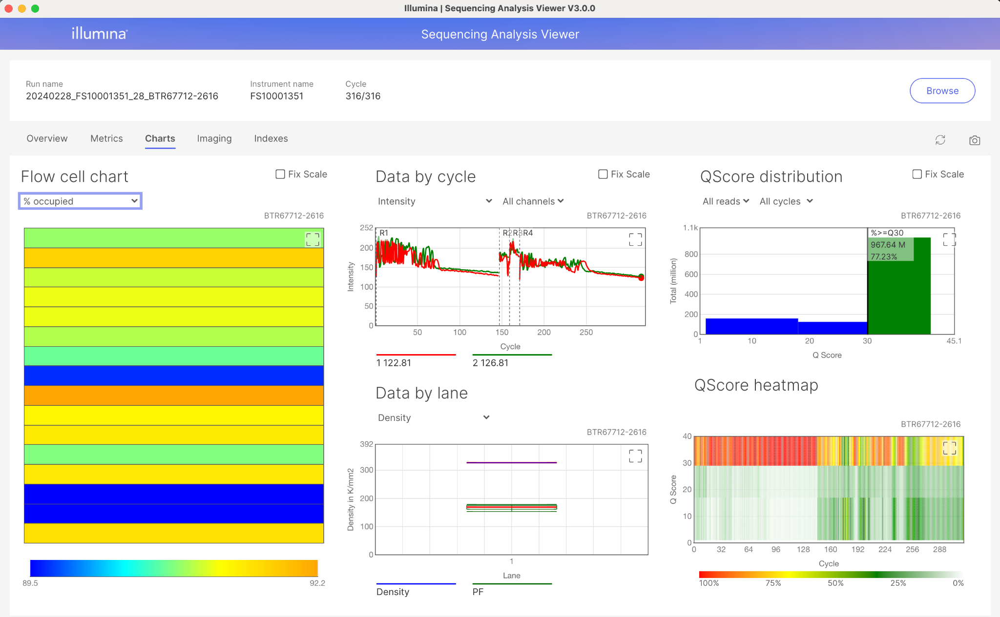 Illumina | Sequencing Analysis Viewer V3.0.0
illumina
Sequencing Analysis Viewer
Run name
20240228_FS10001351_28_BTR67712-2616
Instrument name
FS10001351
Cycle
316/316
Browse
Overview
Metrics
Charts
Imaging
Indexes
Flow cell chart
Fix Scale
% occupied
BTR67712-2616
89.5
92.2
Data by cycle
Fix Scale
Intensity
All channels
BTR67712-2616
252
200
150
100
50
0
Intensity
R1
R2
R3
R4
50
100
150
200
250
Cycle
1 122.81
2 126.81
Data by lane
Density
BTR67712-2616
392
300
200
100
0
Density in K/mm2
1
Lane
Density
PF
QScore distribution
Fix Scale
All reads
All cycles
BTR67712-2616
1.1k
800
600
400
200
0
Total (million)
%>=Q30
967.64 M
77.23%
1
10
20
30
45.1
Q Score
QScore heatmap
BTR67712-2616
40
30
20
10
0
Q Score
0
32
64
96
128
160
192
224
256
288
Cycle
100%
75%
50%
25%
0%